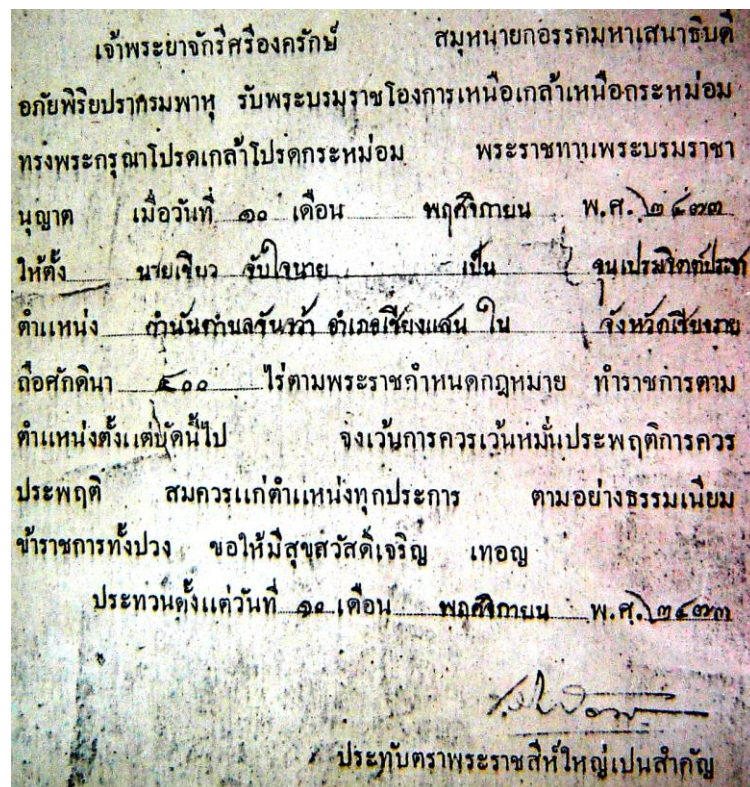 เจ้าพระยาจักรีศรีองครักษ์ สมุหนายกอรรคมหาเสนาธิบดี
อภัยพิริยปรากรมพาหุ รับพระบรมราชโองการเหนือเกล้าเหนือกระหม่อม
ทรงพระกรุณาโปรดเกล้าโปรดกระหม่อม พระราชทานพระบรมราชา
นุญาต เมื่อวันที่ ๑๐ เดือน พฤศจิกายน พ.ศ. ๒๔๗๓
ให้ตั้ง นายเขียว จับใจนาย เป็น ขุนเปรมจิตต์ประชา
ตำแหน่ง กำนันตำบลจันจว้า อำเภอเชียงแสน ใน จังหวัดเชียงราย
ถือศักดินา ๔๐๐ ไร่ตามพระราชกำหนดกฎหมาย ทำราชการตาม
ตำแหน่งตั้งแต่บัดนี้ไป จงเว้นการควรเว้นหมั่นประพฤติการควร
ประพฤติ สมควรแก่ตำแหน่งทุกประการ ตามอย่างธรรมเนียม
ข้าราชการทั้งปวง ขอให้มีสุขสวัสดิ์เจริญ เทอญ
ประทวนตั้งแต่วันที่ ๑๐ เดือน พฤศจิกายน พ.ศ. ๒๔๗๓
ประทับตราพระราชสีห์ใหญ่เปนสำคัญ